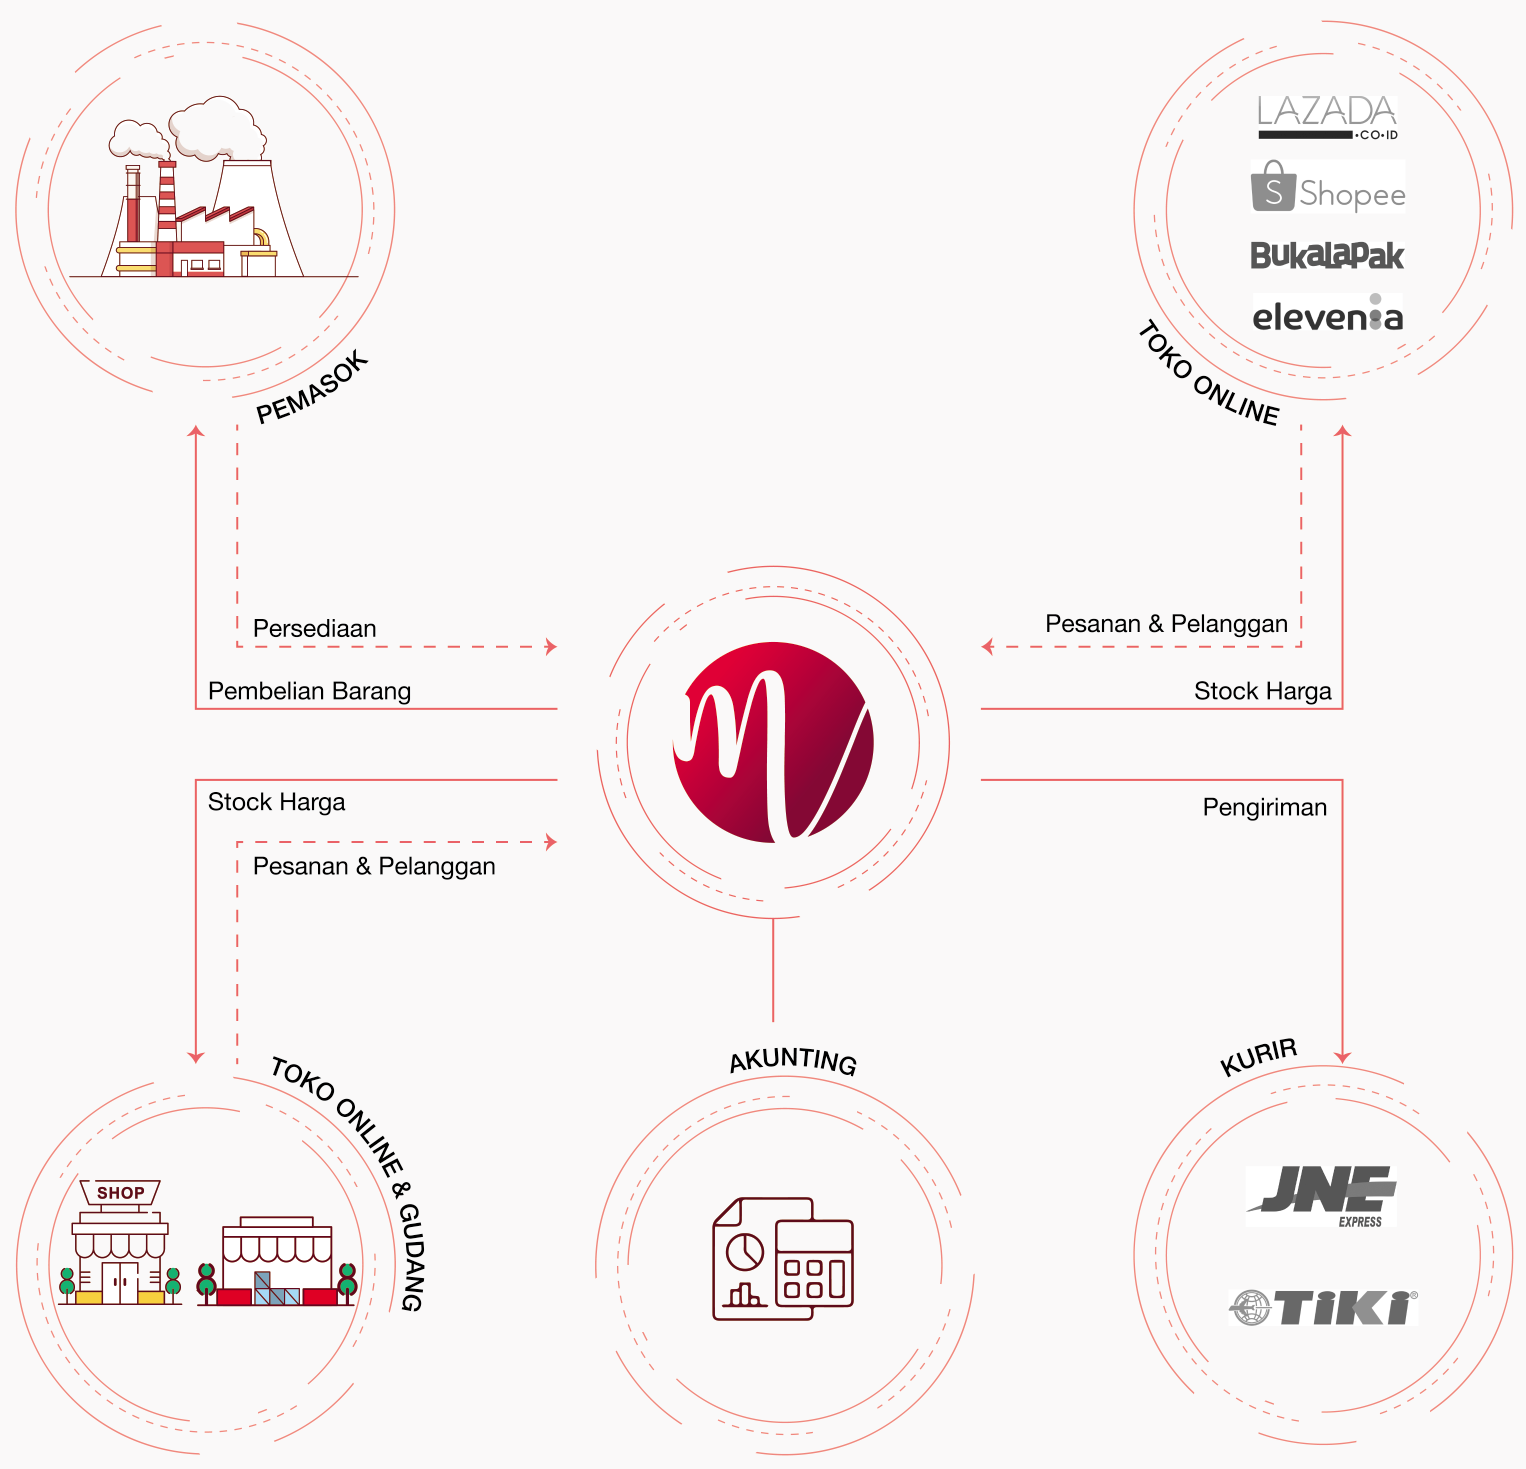 LAZADA
.CO.ID
S Shopee
BukaLapak
elevenia
PEMASOK
TOKO ONLINE
Persediaan
Pesanan & Pelanggan
Pembelian Barang
Stock Harga
Stock Harga
Pengiriman
Pesanan & Pelanggan
TOKO ONLINE & GUDANG
AKUNTING
KURIR
SHOP
JNE
EXPRESS
TiKi®